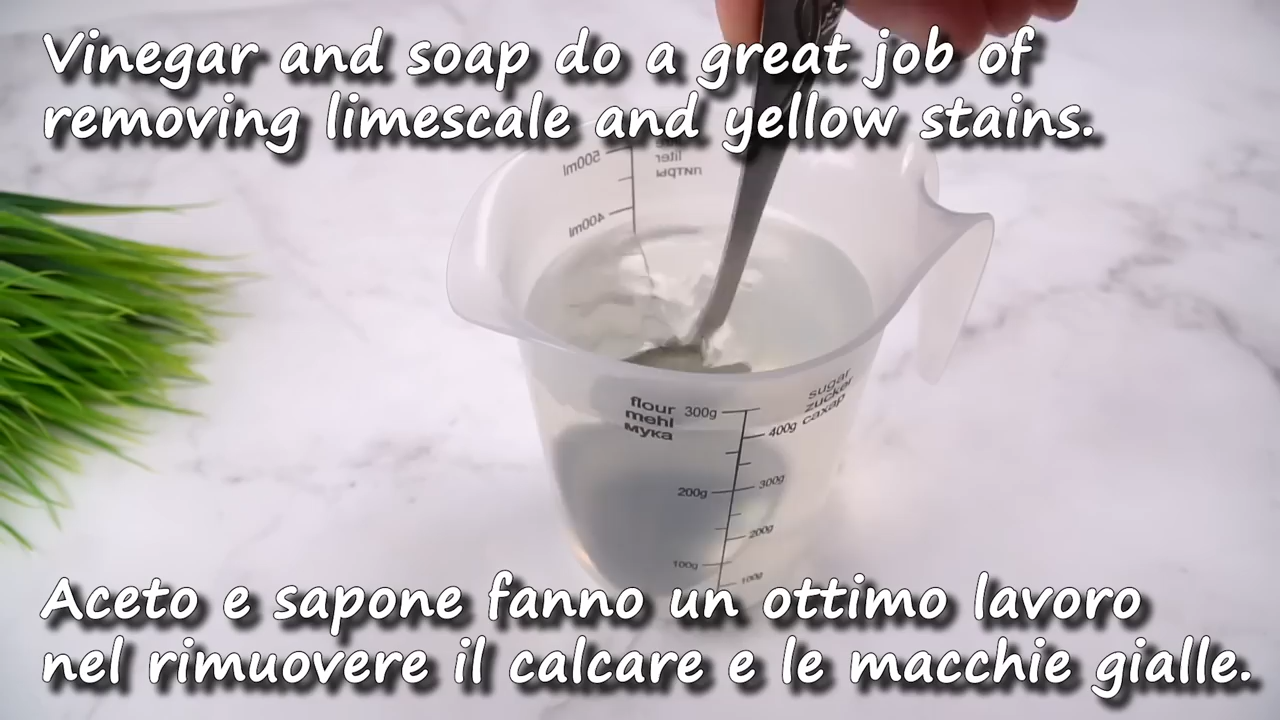 Vinegar and soap do a great job of
removing limescale and yellow stains.
500ml
liter
литры
400ml
flour
mehl
мука
300g
sugar
zucker
сахар
400g
200g
300g
200g
100g
100g
Aceto e sapone fanno un ottimo lavoro
nel rimuovere il calcare e le macchie gialle.